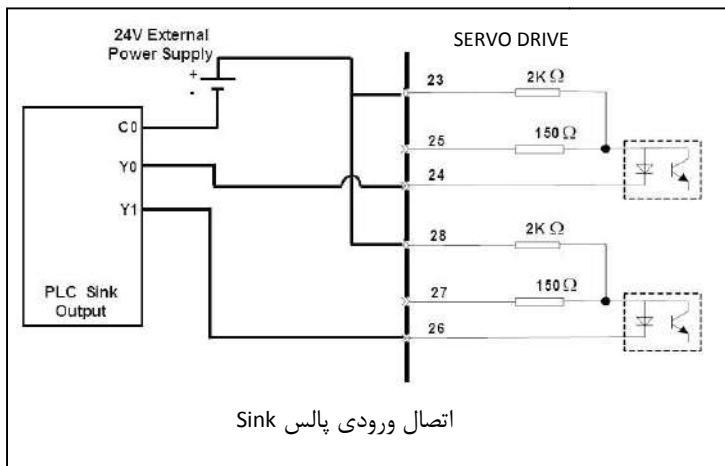 24V External
Power Supply
SERVO DRIVE
+
-
23
2K Ω
C0
25
150 Ω
Y0
24
Y1
28
2K Ω
PLC Sink
Output
27
150 Ω
26
اتصال ورودی پالس Sink